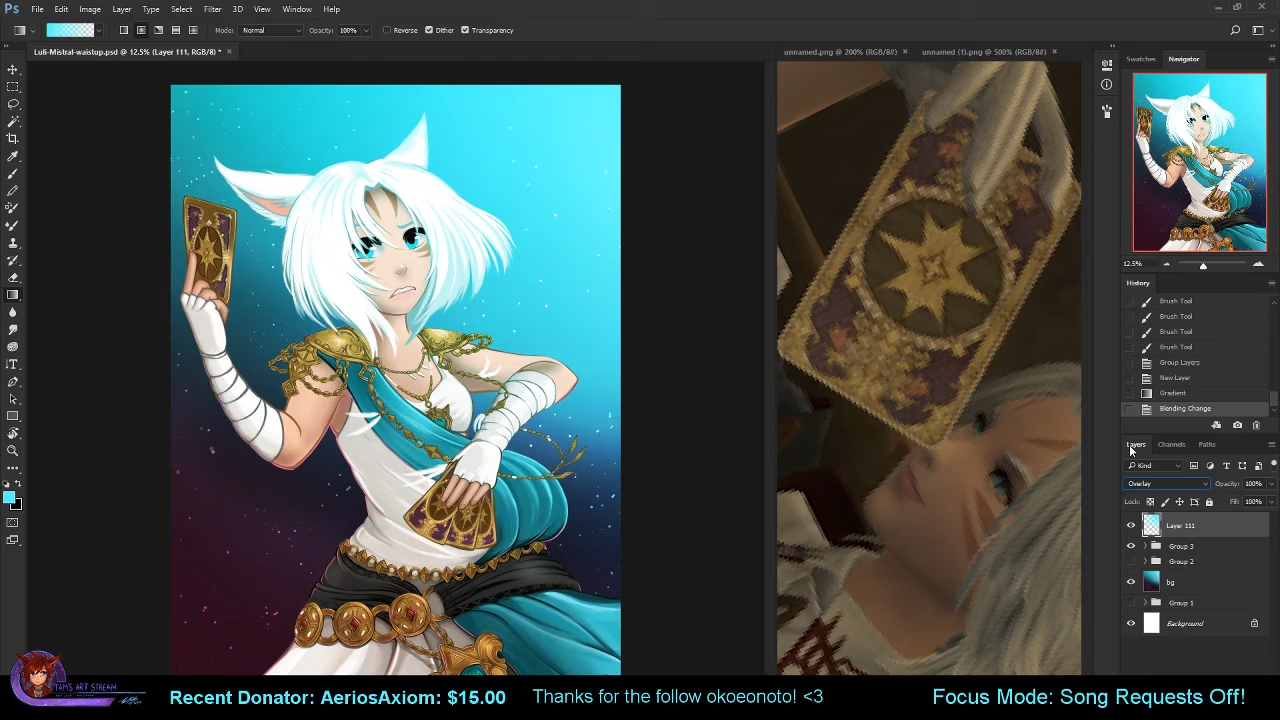 Ps File Edit Image Layer Type Select Filter 3D View Window Help
Mode: Normal Opacity: 100% Reverse Dither Transparency
Luli-Mistral-waistup.psd @ 12.5% (Layer 111, RGB/8) * ×
unnamed.png @ 200% (RGB/8#) × unnamed (1).png @ 500% (RGB/8#) ×
Swatches Navigator
12.5%
History
Brush Tool
Brush Tool
Brush Tool
Brush Tool
Group Layers
New Layer
Gradient
Blending Change
Layers Channels Paths
Kind
Overlay Opacity: 100%
Lock: Fill: 100%
Layer 111
Group 3
Group 2
bg
Group 1
Background
TAM'S ART STREAM
Recent Donator: AeriosAxiom: $15.00
Thanks for the follow okoeonoto! <3
Focus Mode: Song Requests Off!